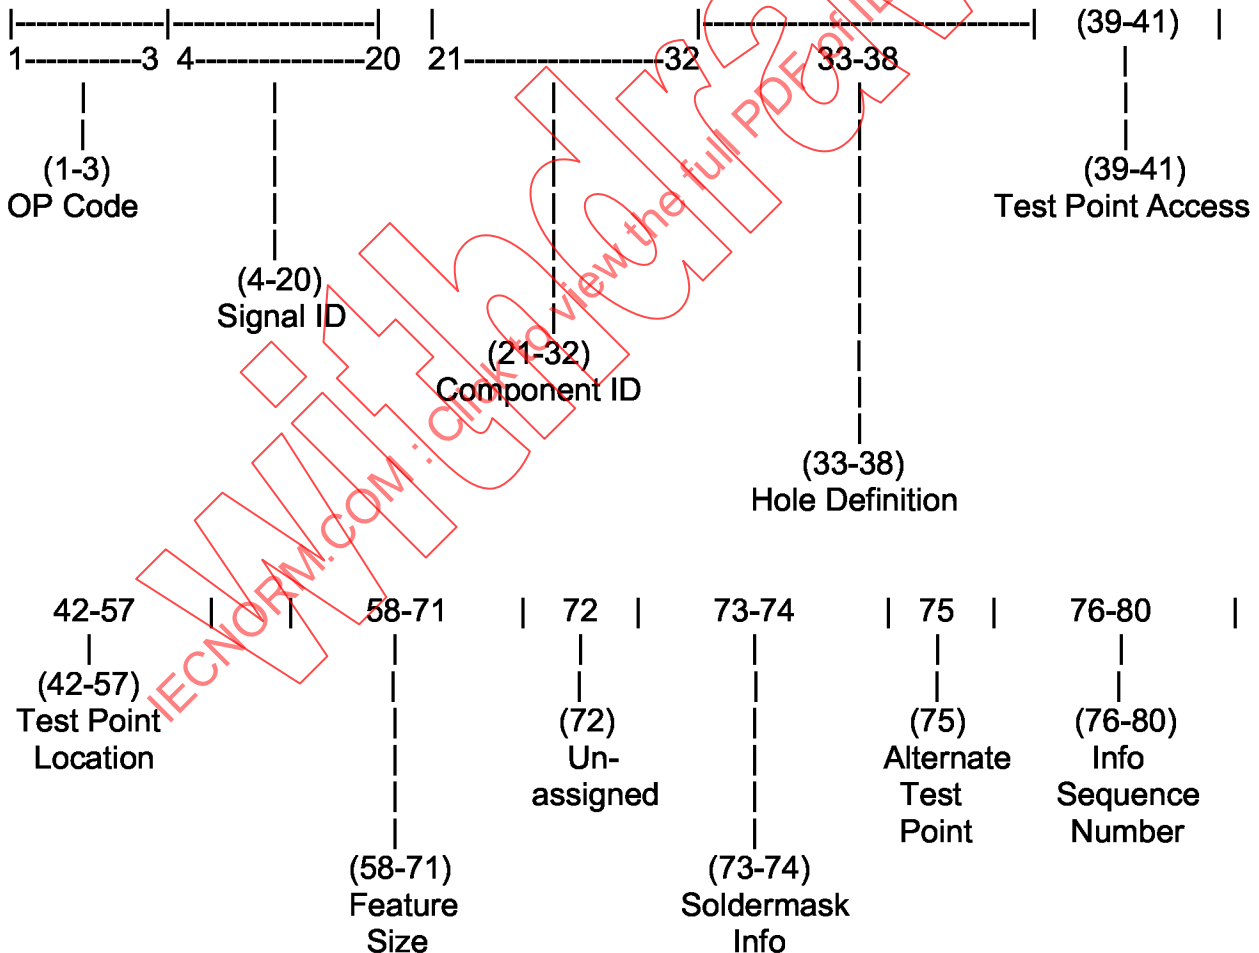 |------------------|-------------------------| | |---------------------------------------| (39-41) |
1-------------3 4-------------------20 21----------------------32 33-38
(1-3)
OP Code
(39-41)
Test Point Access
(4-20)
Signal ID
(21-32)
Component ID
(33-38)
Hole Definition
42-57 | | 58-71 | 72 | 73-74 | 75 | 76-80 |
(42-57)
Test Point
Location
(72)
Un-
assigned
(75)
Alternate
Test
Point
(76-80)
Info
Sequence
Number
(58-71)
Feature
Size
(73-74)
Soldermask
Info
IECNORM.COM : Click to view the full PDF of